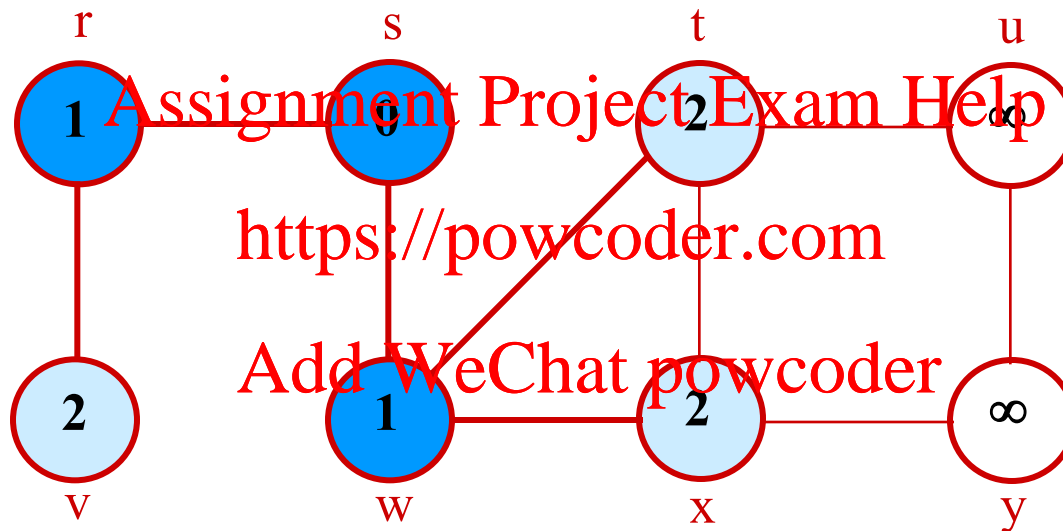 r s t u
1 0 2 ∞
Assignment Project Exam Help
https://powcoder.com
Add WeChat powcoder
2 1 2 ∞
v w x y